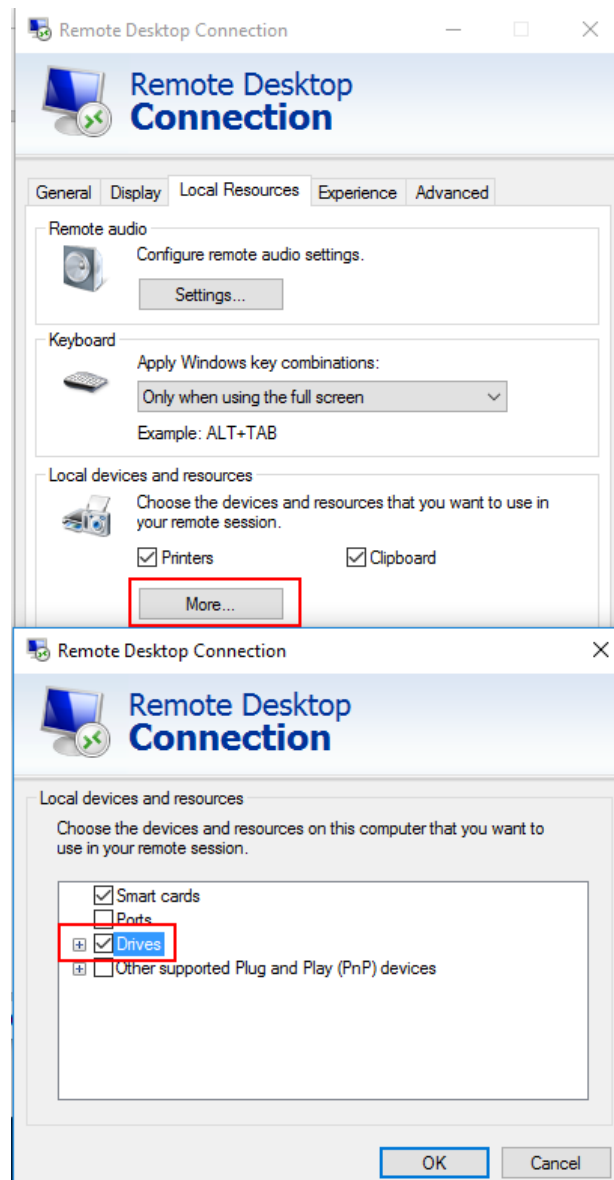 Remote Desktop Connection
Remote Desktop
Connection
General Display Local Resources Experience Advanced
Remote audio
Configure remote audio settings.
Settings...
Keyboard
Apply Windows key combinations:
Only when using the full screen
Example: ALT+TAB
Local devices and resources
Choose the devices and resources that you want to use in
your remote session.
Printers Clipboard
More...
Remote Desktop Connection
Remote Desktop
Connection
Local devices and resources
Choose the devices and resources on this computer that you want to
use in your remote session.
Smart cards
Ports
Drives
Other supported Plug and Play (PnP) devices
OK Cancel